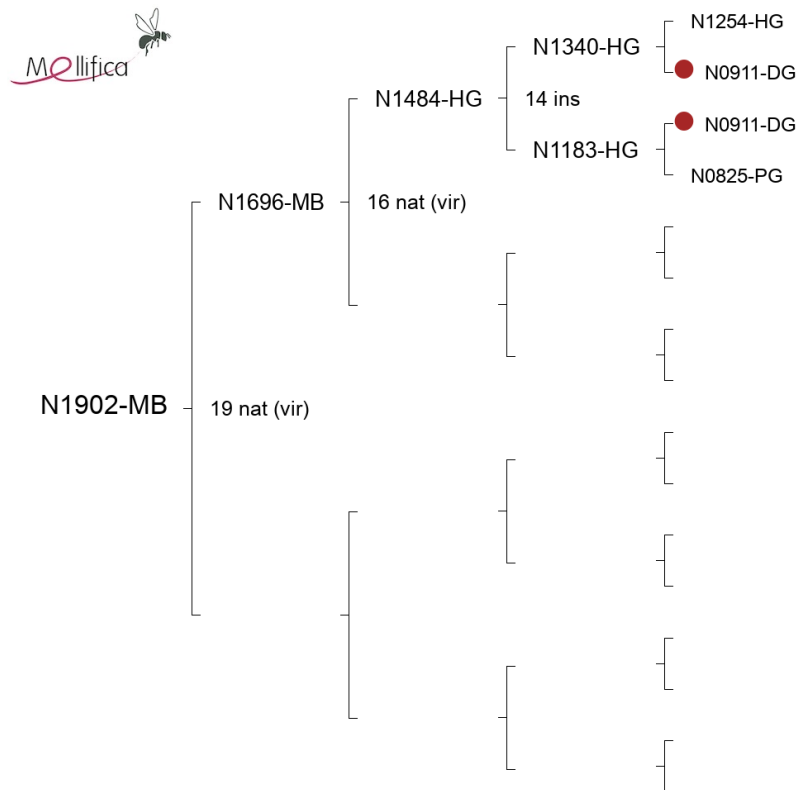 Mellifica
N1254-HG
N1340-HG
N0911-DG
N1484-HG
14 ins
N0911-DG
N1183-HG
N0825-PG
N1696-MB
16 nat (vir)
N1902-MB
19 nat (vir)